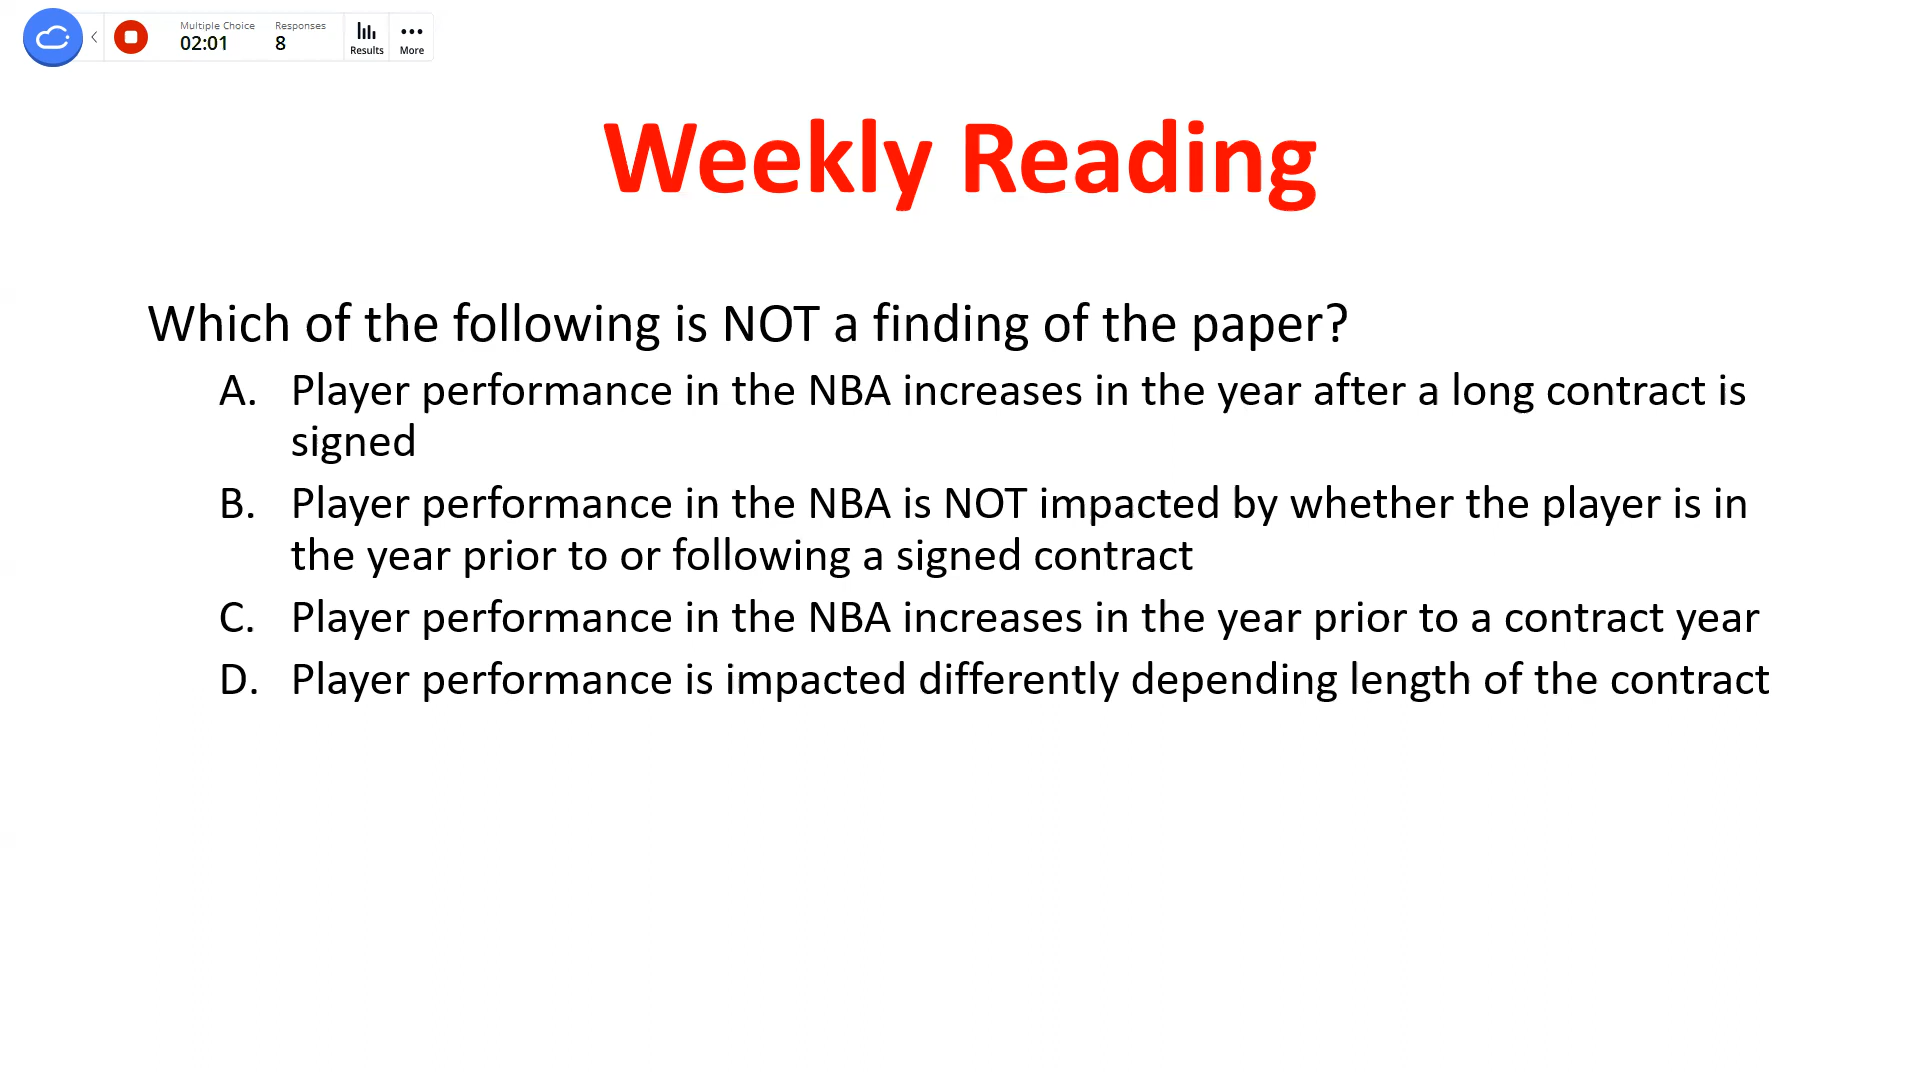 Multiple Choice Responses
02:01 8
Results More
Weekly Reading
Which of the following is NOT a finding of the paper?
A. Player performance in the NBA increases in the year after a long contract is
signed
B. Player performance in the NBA is NOT impacted by whether the player is in
the year prior to or following a signed contract
C. Player performance in the NBA increases in the year prior to a contract year
D. Player performance is impacted differently depending length of the contract